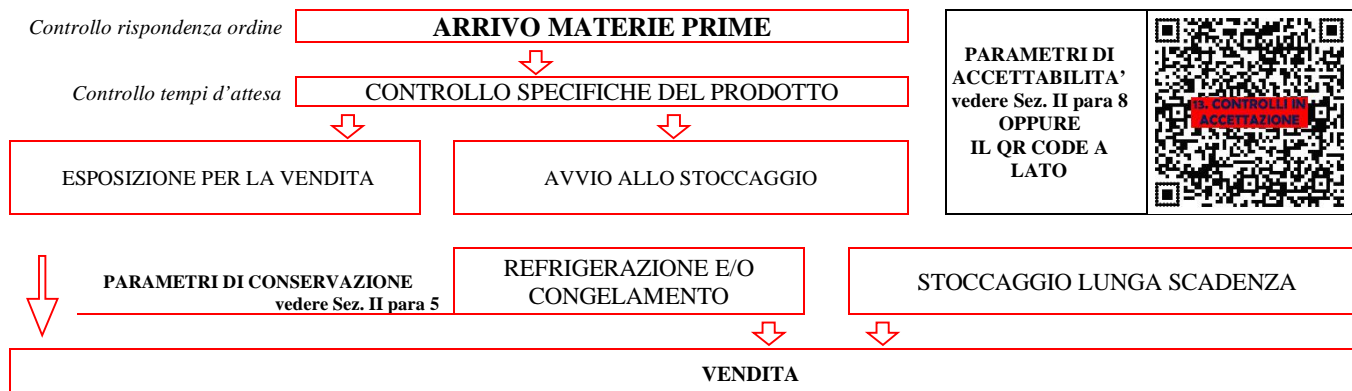 Controllo rispondenza ordine
ARRIVO MATERIE PRIME
Controllo tempi d'attesa
CONTROLLO SPECIFICHE DEL PRODOTTO
PARAMETRI DI
ACCETTABILITA'
vedere Sez. II para 8
OPPURE
IL QR CODE A
LATO
13. CONTROLLI IN
ACCETTAZIONE
ESPOSIZIONE PER LA VENDITA
AVVIO ALLO STOCCAGGIO
PARAMETRI DI CONSERVAZIONE
vedere Sez. II para 5
REFRIGERAZIONE E/O
CONGELAMENTO
STOCCAGGIO LUNGA SCADENZA
VENDITA